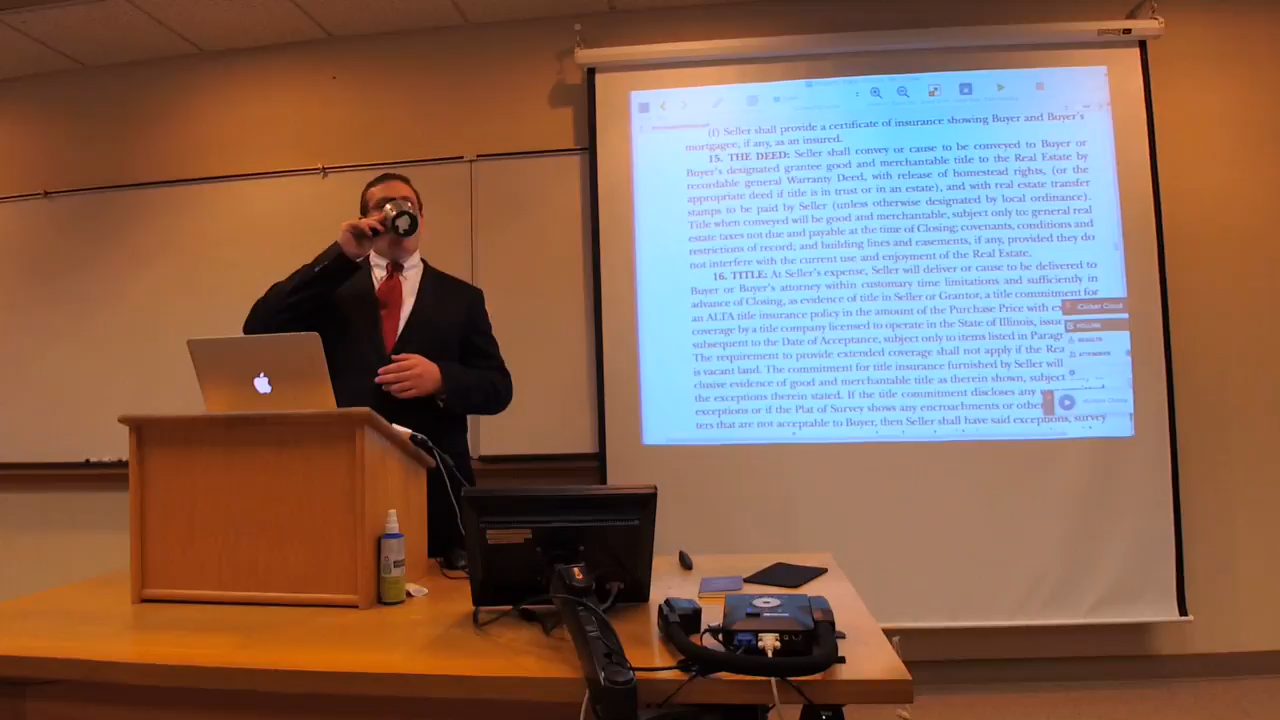 (f) Seller shall provide a certificate of insurance showing Buyer and Buyer's
mortgagee, if any, as an insured.
15. THE DEED: Seller shall convey or cause to be conveyed to Buyer or
Buyer's designated grantee good and merchantable title to the Real Estate by
recordable general Warranty Deed, with release of homestead rights, (or the
appropriate deed if title is in trust or in an estate), and with real estate transfer
stamps to be paid by Seller (unless otherwise designated by local ordinance).
Title when conveyed will be good and merchantable, subject only to: general real
estate taxes not due and payable at the time of Closing; covenants, conditions and
restrictions of record; and building lines and easements, if any, provided they do
not interfere with the current use and enjoyment of the Real Estate.
16. TITLE: At Seller's expense, Seller will deliver or cause to be delivered to
Buyer or Buyer's attorney within customary time limitations and sufficiently in
advance of Closing, as evidence of title in Seller or Grantor, a title commitment for
an ALTA title insurance policy in the amount of the Purchase Price with ex
coverage by a title company licensed to operate in the State of Illinois, issu
subsequent to the Date of Acceptance, subject only to items listed in Paragr
The requirement to provide extended coverage shall not apply if the Rea
is vacant land. The commitment for title insurance furnished by Seller will
clusive evidence of good and merchantable title as therein shown, subject
the exceptions therein stated. If the title commitment discloses any
exceptions or if the Plat of Survey shows any encroachments or othe
ters that are not acceptable to Buyer, then Seller shall have said exceptions, survey
iClicker Cloud
POLLING
RESULTS
ATTENDANCE
Multiple Choice